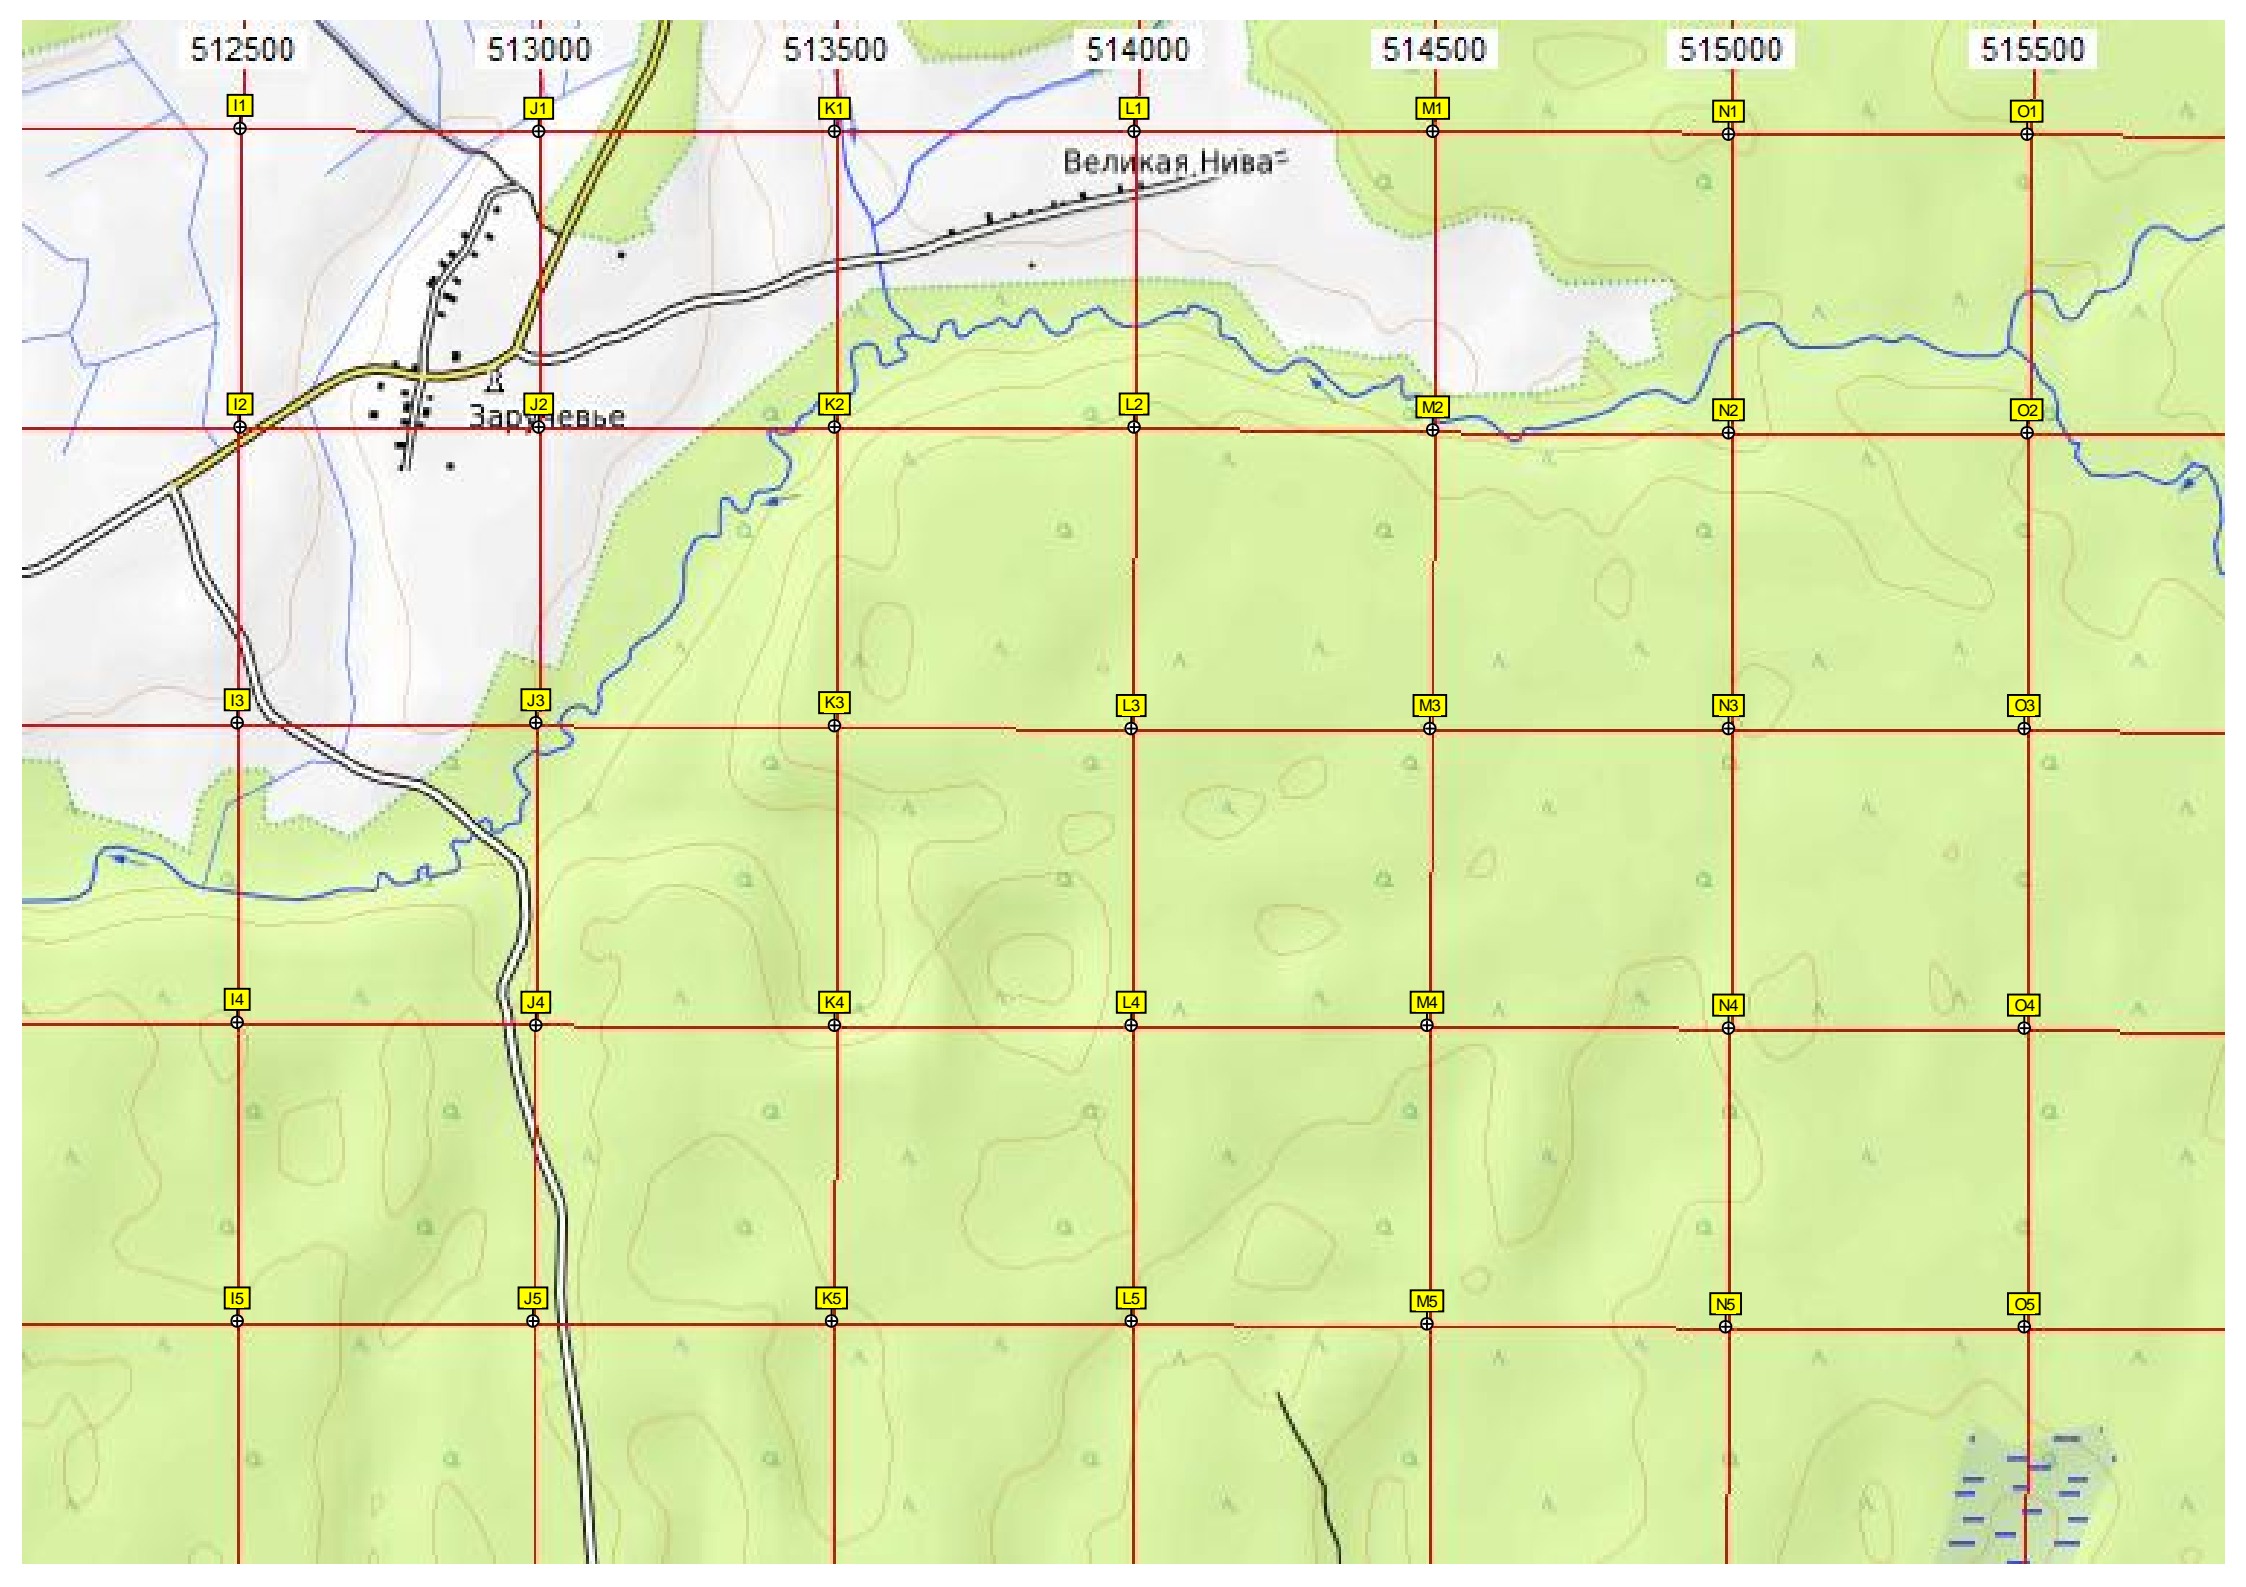 512500 513000 513500 514000 514500 515000 515500
I1 J1 K1 L1 M1 N1 O1
Великая Нива
I2 J2 K2 L2 M2 N2 O2
Заручевье
I3 J3 K3 L3 M3 N3 O3
I4 J4 K4 L4 M4 N4 O4
I5 J5 K5 L5 M5 N5 O5